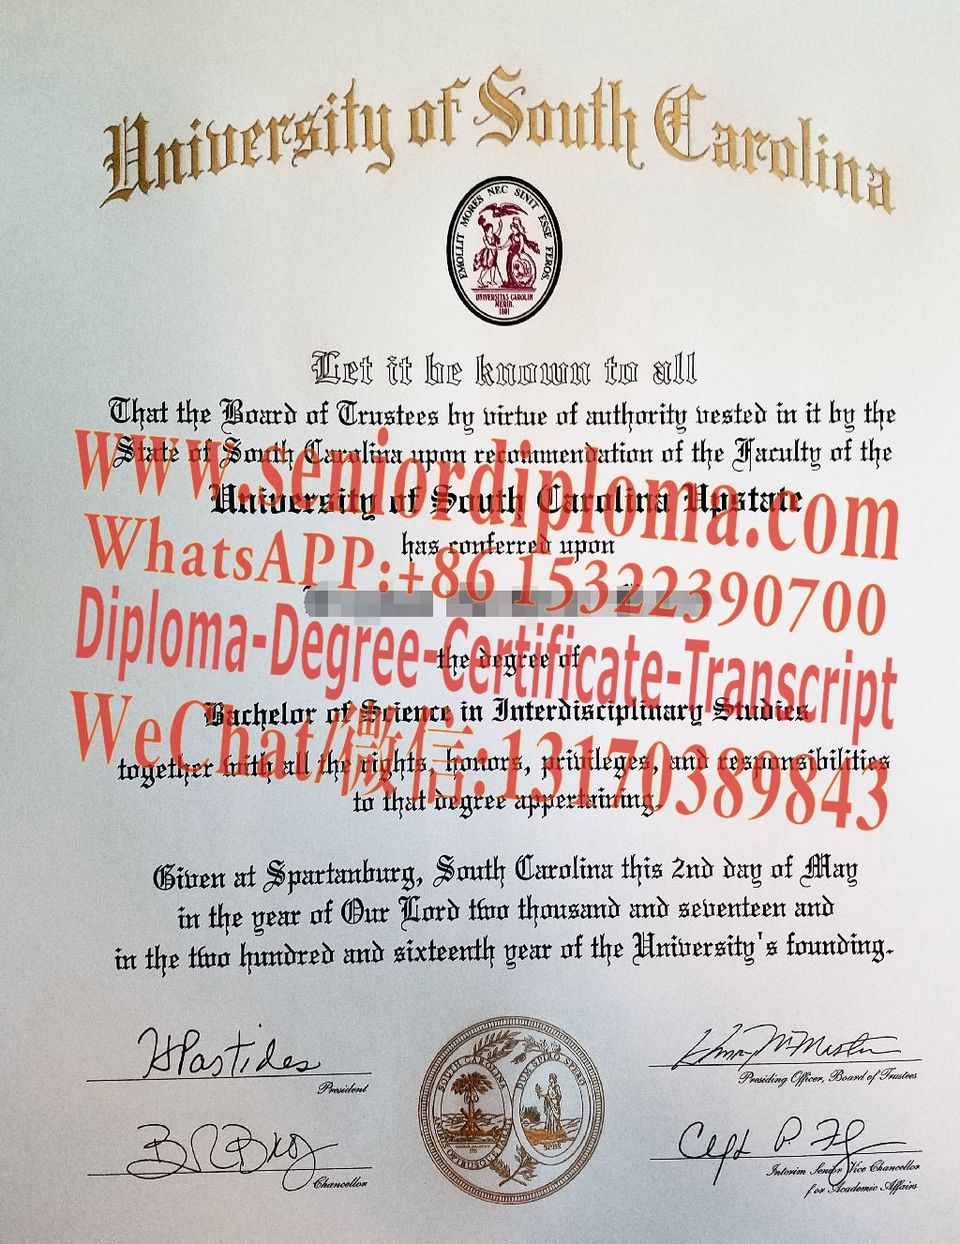 University of South Carolina
EMOLLIT MORES NEC SINIT ESSE FEROS.
UNIVERSITAS CAROLIN
MERID.
1801
Let it be known to all
That the Board of Trustees by virtue of authority vested in it by the
State of South Carolina upon recommendation of the Faculty of the
www.seniordiploma.com
University of South Carolina Upstate
has conferred upon
WhatsAPP:+86 15322390700
Diploma-Degree-Certificate-Transcript
the degree of
Bachelor of Science in Interdisciplinary Studies
WeChat/微信:13170389843
together with all the rights, honors, privileges, and responsibilities
to that degree appertaining.
Given at Spartanburg, South Carolina this 2nd day of May
in the year of Our Lord two thousand and seventeen and
in the two hundred and sixteenth year of the University's founding.
HPastides
President
Presiding Officer, Board of Trustees
SOUTH CAROLINA
DUM SPIRO SPERO
SPES
Chancellor
Interim Senior Vice Chancellor
for Academic Affairs